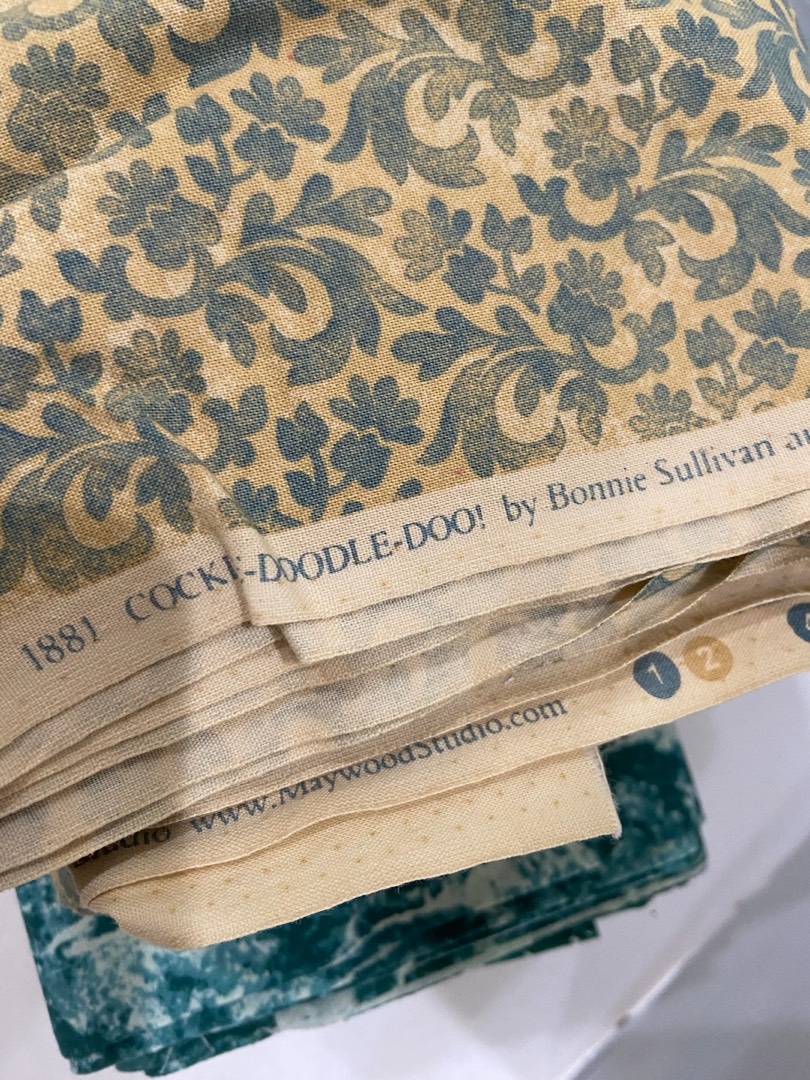 1881 COCK-DOODLE-DOO! by Bonnie Sullivan
1 2
www.MaywoodStudio.com